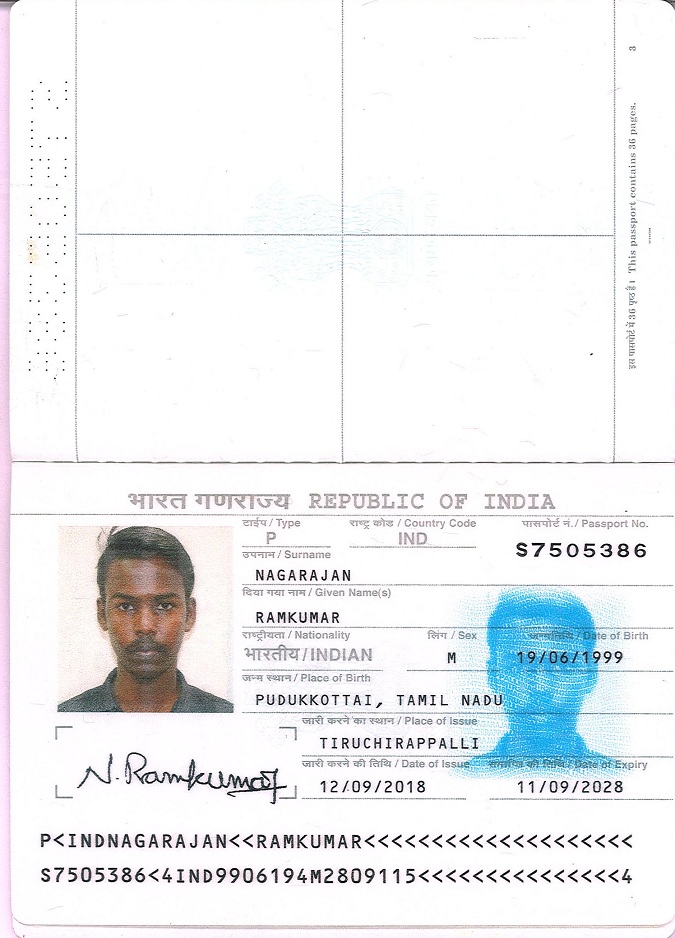 3
इस पासपोर्ट में 36 पृष्ठ है। This passport contains 36 pages.
भारत गणराज्य REPUBLIC OF INDIA
टाईप / Type राष्ट्र कोड / Country Code पासपोर्ट नं. / Passport No.
P IND S7505386
उपनाम / Surname
NAGARAJAN
दिया गया नाम / Given Name(s)
RAMKUMAR
राष्ट्रीयता / Nationality लिंग / Sex जन्मतिथि / Date of Birth
भारतीय / INDIAN M 19/06/1999
जन्म स्थान / Place of Birth
PUDUKKOTTAI, TAMIL NADU
जारी करने का स्थान / Place of Issue
TIRUCHIRAPPALLI
जारी करने की तिथि / Date of Issue समाप्ति की तिथि / Date of Expiry
12/09/2018 11/09/2028
N. Ramkumar
P<INDNAGARAJAN<<RAMKUMAR<<<<<<<<<<<<<<<<<<<<
S7505386<4IND9906194M2809115<<<<<<<<<<<<<<<4